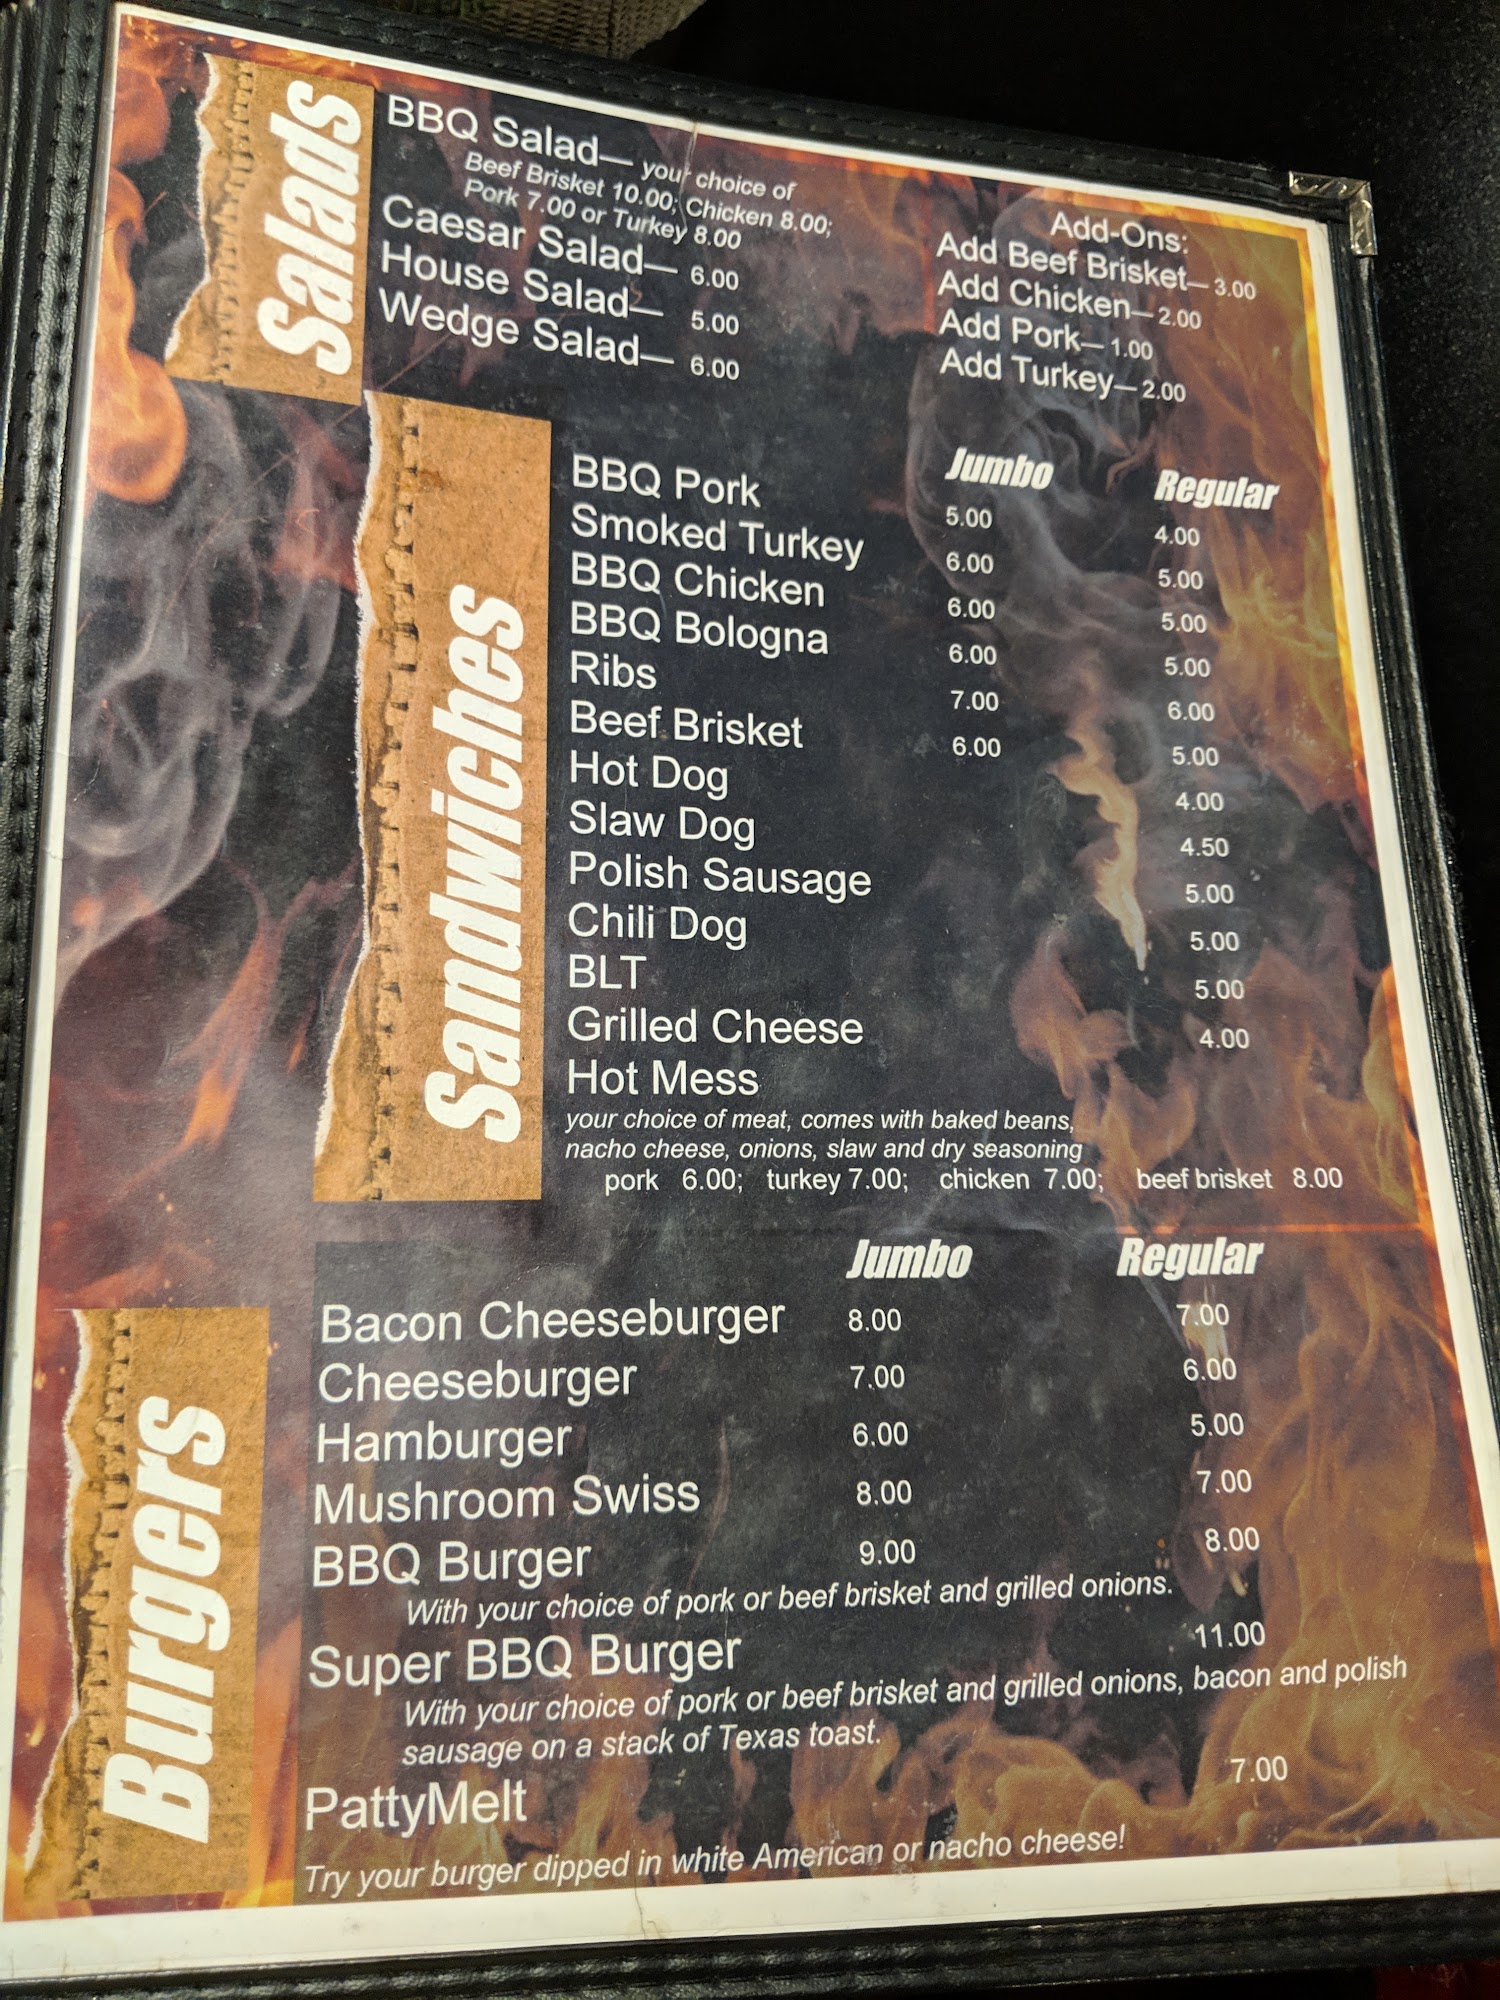 Salads
BBQ Salad— your choice of
Beef Brisket 10.00; Chicken 8.00;
Pork 7.00 or Turkey 8.00
Caesar Salad— 6.00
House Salad— 5.00
Wedge Salad— 6.00
Add-Ons:
Add Beef Brisket— 3.00
Add Chicken— 2.00
Add Pork— 1.00
Add Turkey— 2.00
Sandwiches
Jumbo Regular
BBQ Pork 5.00 4.00
Smoked Turkey 6.00 5.00
BBQ Chicken 6.00 5.00
BBQ Bologna 6.00 5.00
Ribs 7.00 6.00
Beef Brisket 6.00 5.00
Hot Dog 4.00
Slaw Dog 4.50
Polish Sausage 5.00
Chili Dog 5.00
BLT 5.00
Grilled Cheese 4.00
Hot Mess
your choice of meat, comes with baked beans,
nacho cheese, onions, slaw and dry seasoning
pork 6.00; turkey 7.00; chicken 7.00; beef brisket 8.00
Burgers
Jumbo Regular
Bacon Cheeseburger 8.00 7.00
Cheeseburger 7.00 6.00
Hamburger 6.00 5.00
Mushroom Swiss 8.00 7.00
BBQ Burger 9.00 8.00
With your choice of pork or beef brisket and grilled onions.
Super BBQ Burger 11.00
With your choice of pork or beef brisket and grilled onions, bacon and polish
sausage on a stack of Texas toast.
PattyMelt 7.00
Try your burger dipped in white American or nacho cheese!